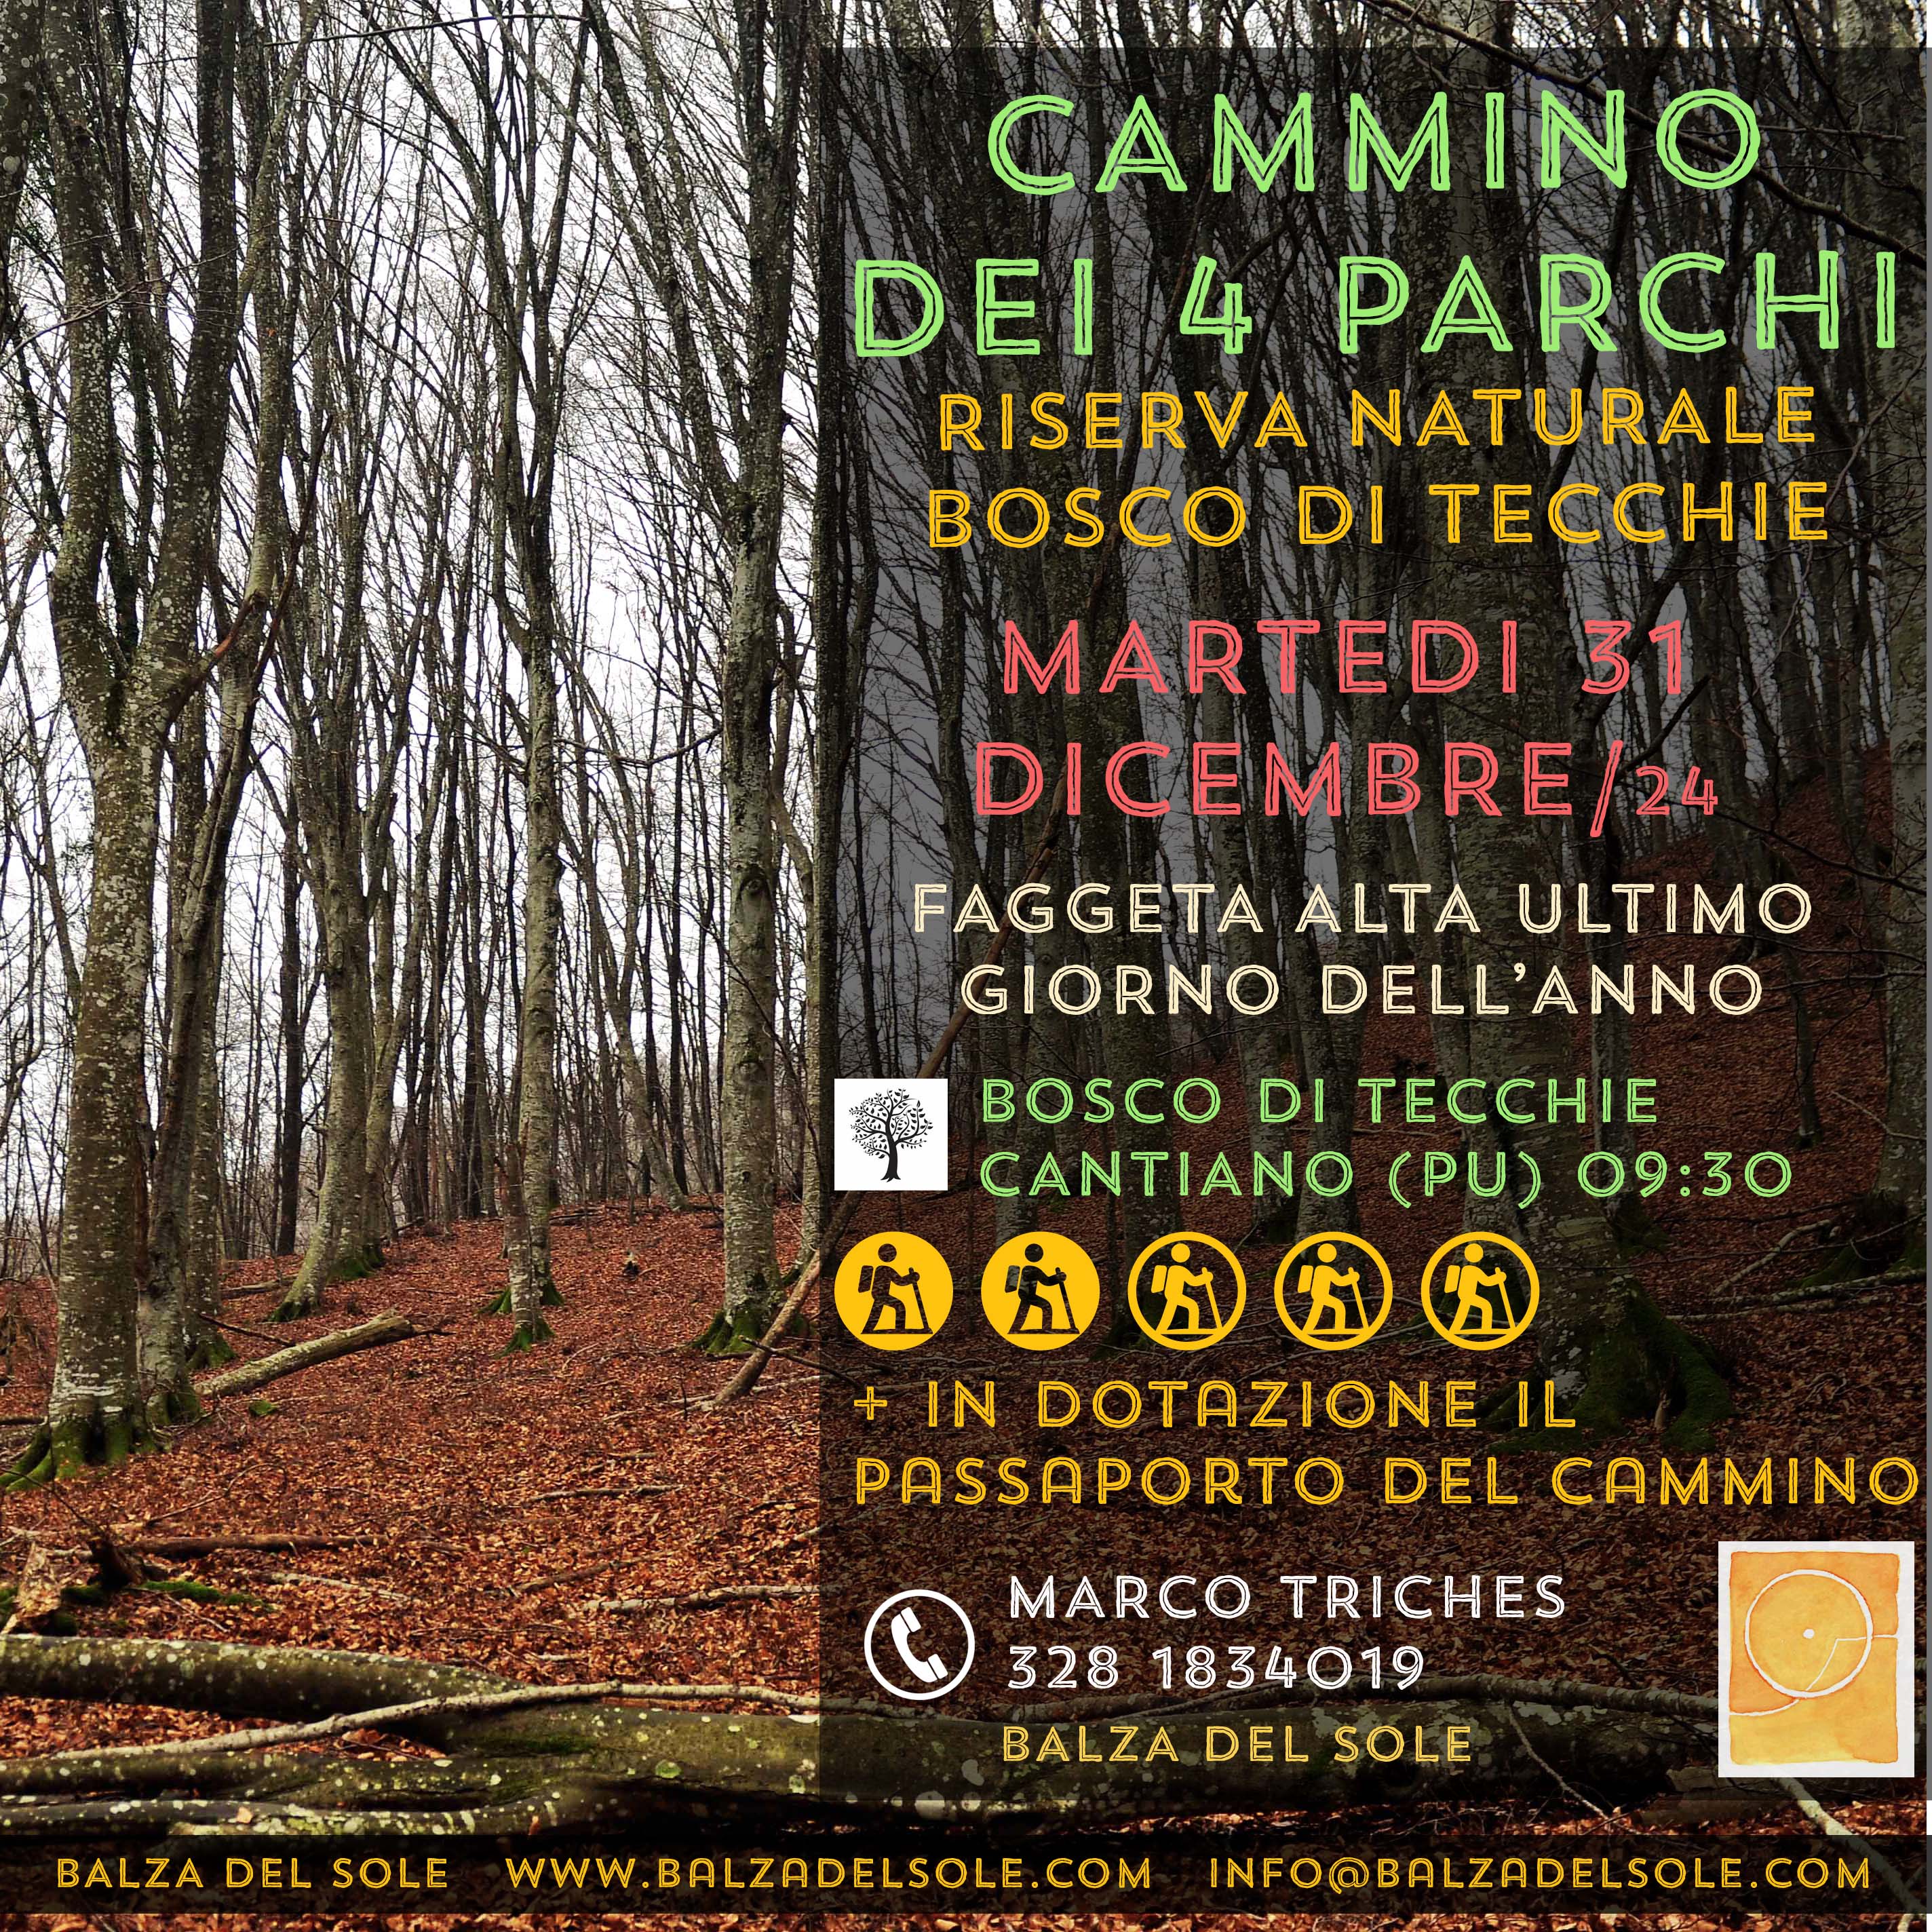 CAMMINO
DEI 4 PARCHI
RISERVA NATURALE
BOSCO DI TECCHIE
MARTEDI 31
DICEMBRE/24
FAGGETA ALTA ULTIMO
GIORNO DELL'ANNO
BOSCO DI TECCHIE
CANTIANO (PU) 09:30
+ IN DOTAZIONE IL
PASSAPORTO DEL CAMMINO
MARCO TRICHES
328 1834019
BALZA DEL SOLE
BALZA DEL SOLE WWW.BALZADELSOLE.COM INFO@BALZADELSOLE.COM